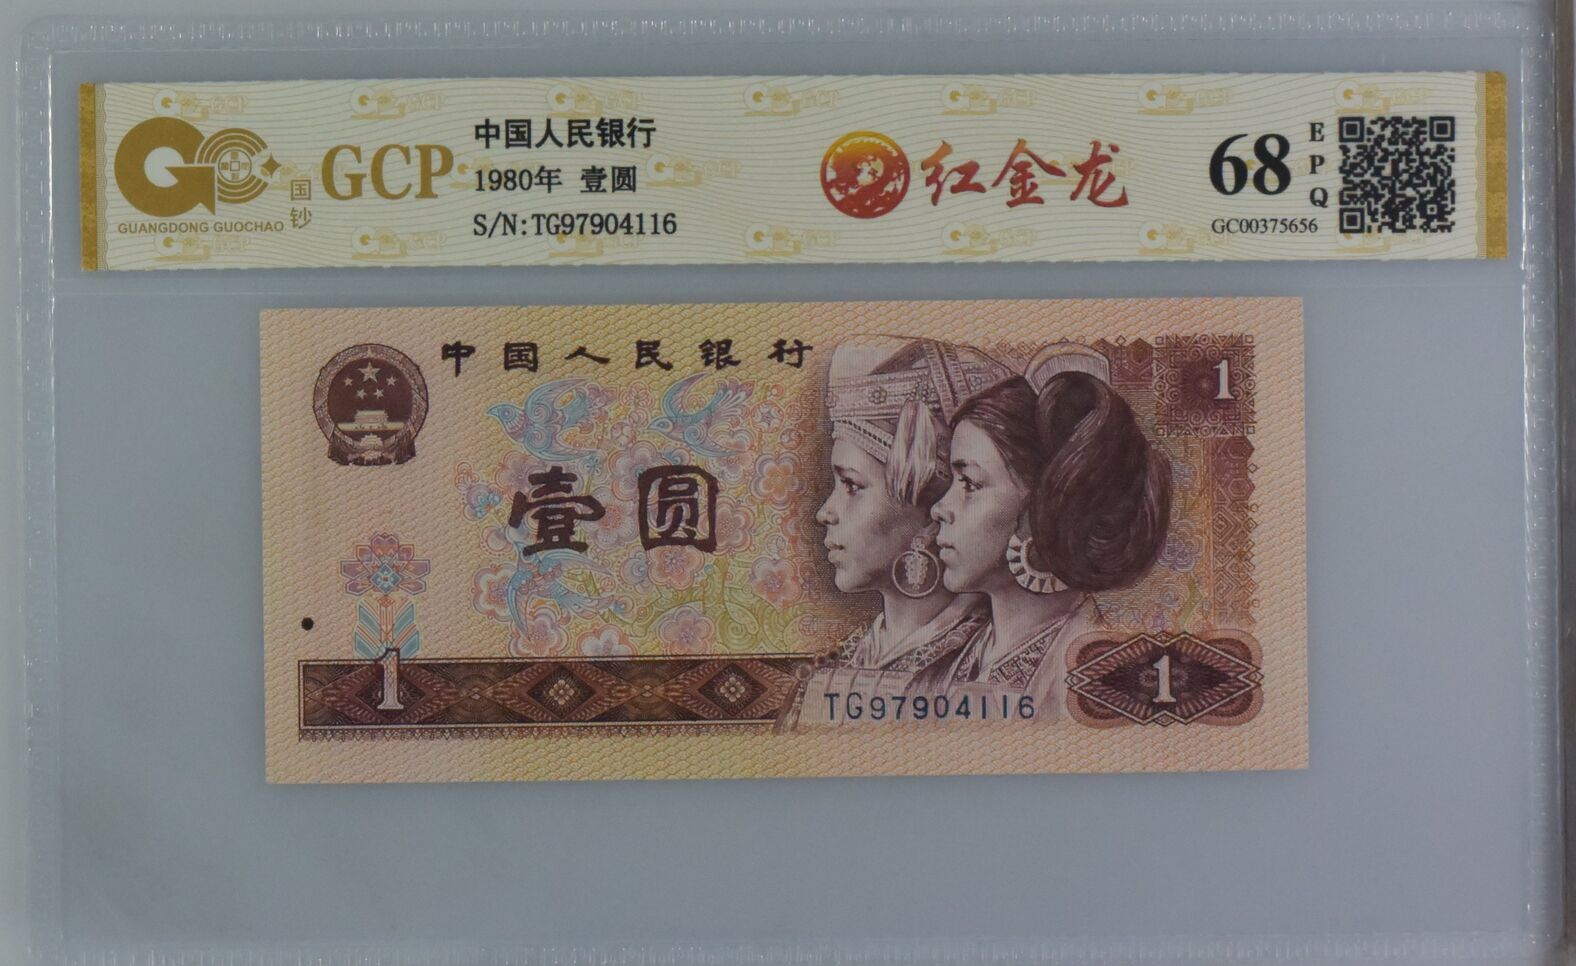 GCP
国钞
GUANGDONG GUOCHAO
中国人民银行
1980年 壹圆
S/N:TG97904116
红金龙
68
EPQ
GC00375656
中国人民银行
1
壹圆
1
TG97904116
1